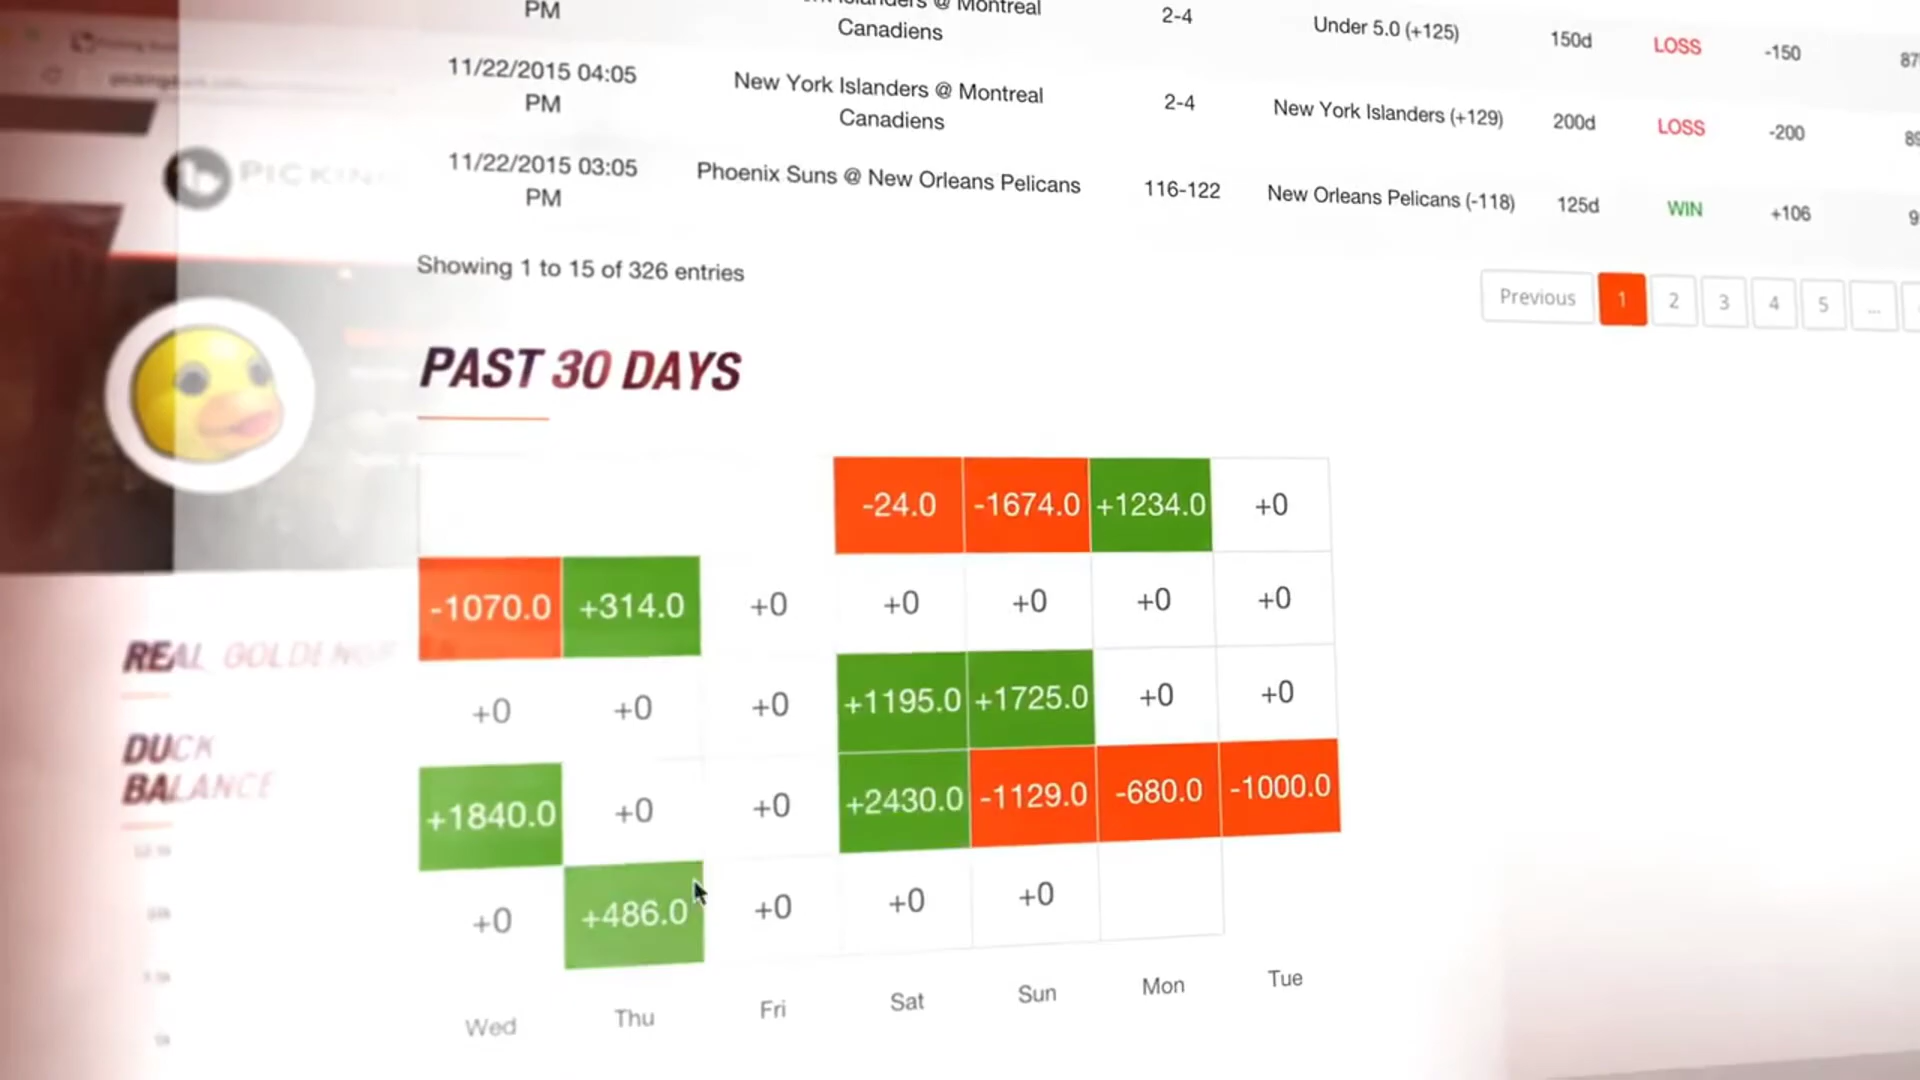 PM
Islanders @ Montreal
Canadiens
2-4
Under 5.0 (+125)
150d
LOSS
-150
11/22/2015 04:05
PM
New York Islanders @ Montreal
Canadiens
2-4
New York Islanders (+129)
200d
LOSS
-200
11/22/2015 03:05
PM
Phoenix Suns @ New Orleans Pelicans
116-122
New Orleans Pelicans (-118)
125d
WIN
+106
PICKIN
Showing 1 to 15 of 326 entries
Previous 1 2 3 4 5 ...
PAST 30 DAYS
-24.0 -1674.0 +1234.0 +0
-1070.0 +314.0 +0 +0 +0 +0 +0
+0 +0 +0 +1195.0 +1725.0 +0 +0
+1840.0 +0 +0 +2430.0 -1129.0 -680.0 -1000.0
+0 +486.0 +0 +0 +0
Wed Thu Fri Sat Sun Mon Tue
REAL
DUCK
BALANCE